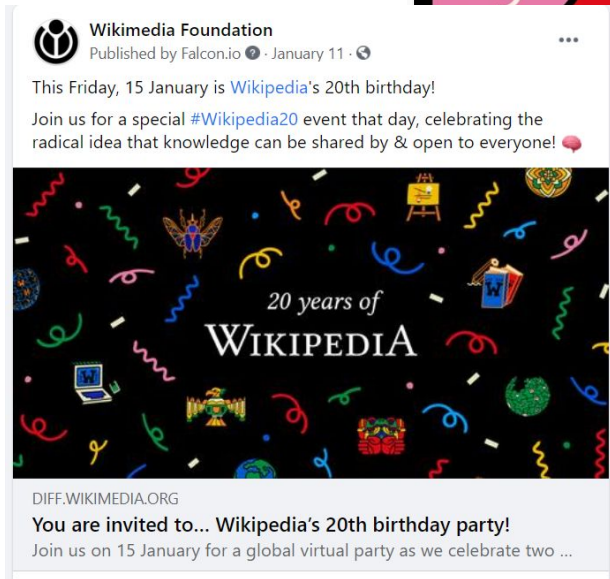 Wikimedia Foundation
Published by Falcon.io · January 11 ·
This Friday, 15 January is Wikipedia's 20th birthday!
Join us for a special #Wikipedia20 event that day, celebrating the
radical idea that knowledge can be shared by & open to everyone!
20 years of
WIKIPEDIA
W
W
DIFF.WIKIMEDIA.ORG
You are invited to... Wikipedia's 20th birthday party!
Join us on 15 January for a global virtual party as we celebrate two ...